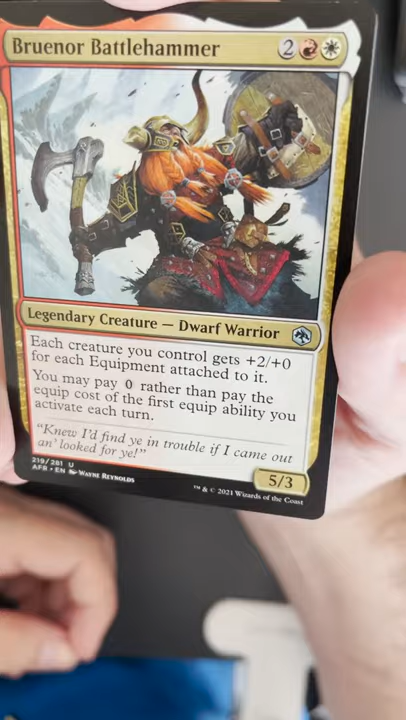 Bruenor Battlehammer 2
Legendary Creature — Dwarf Warrior
Each creature you control gets +2/+0
for each Equipment attached to it.
You may pay 0 rather than pay the
equip cost of the first equip ability you
activate each turn.
"Knew I'd find ye in trouble if I came out
an' looked for ye!"
5/3
219/281 U
AFR • EN Wayne Reynolds
™ & © 2021 Wizards of the Coast